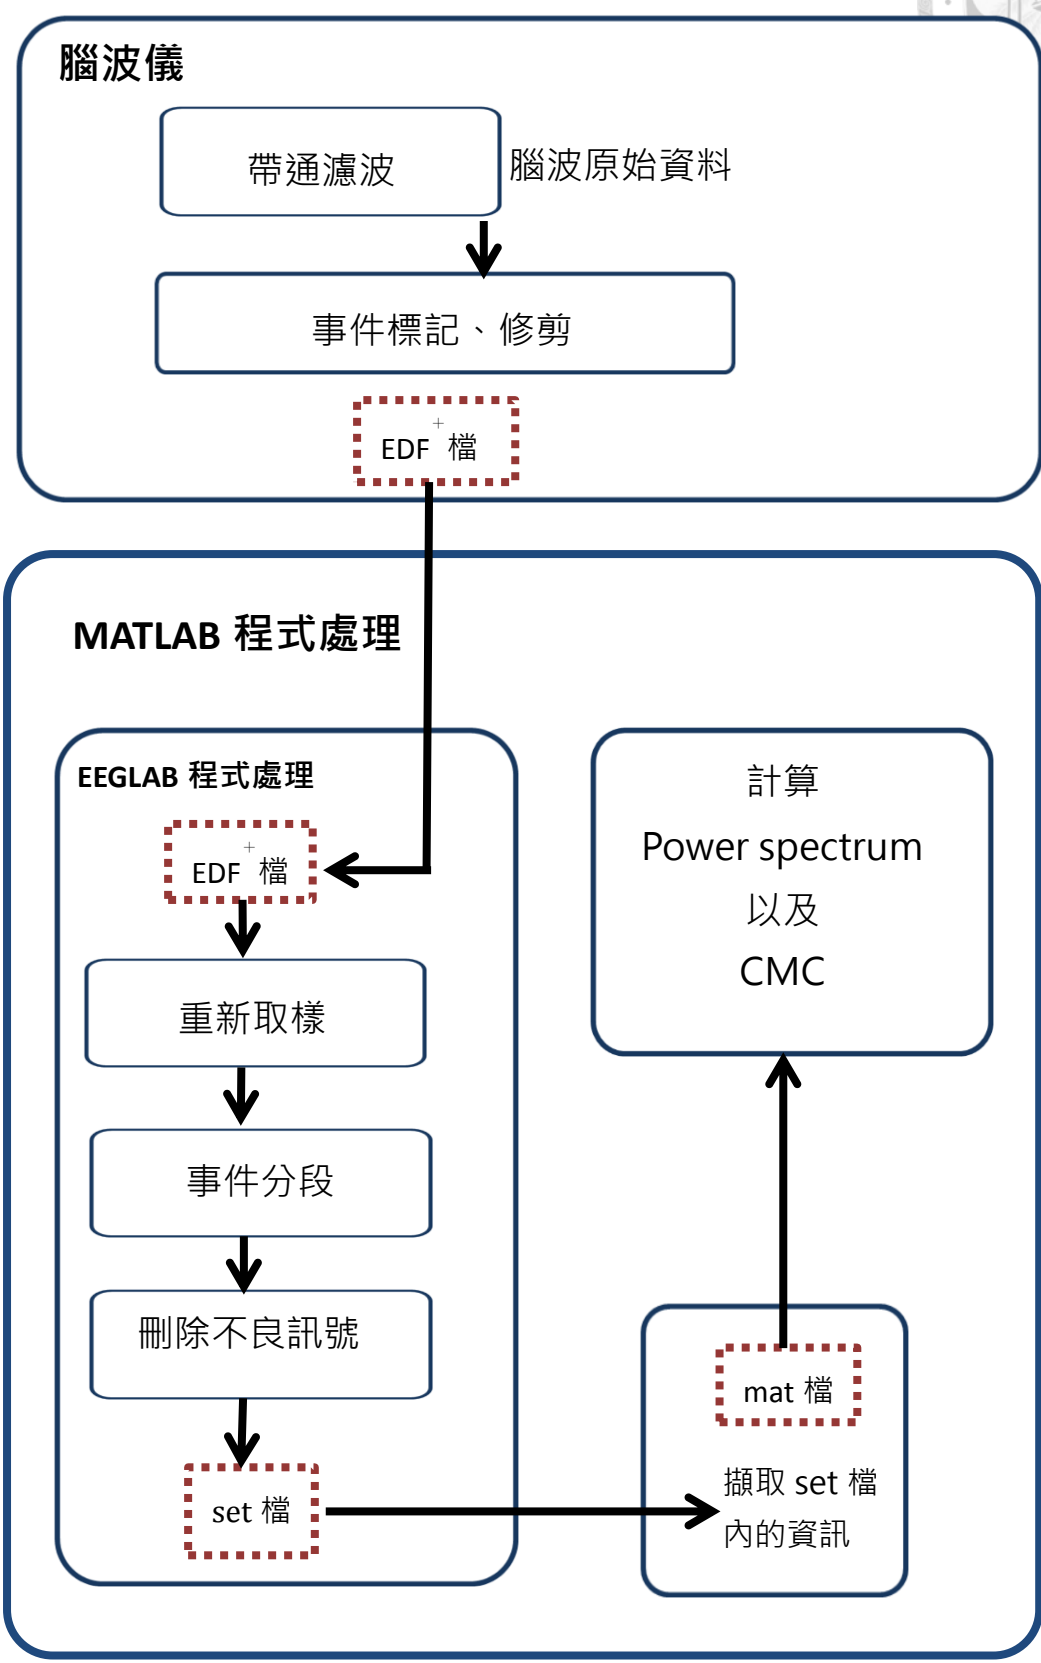 腦波儀
帶通濾波
腦波原始資料
事件標記、修剪
EDF+檔
MATLAB 程式處理
EEGLAB 程式處理
EDF+檔
重新取樣
事件分段
刪除不良訊號
set 檔
計算
Power spectrum
以及
CMC
mat 檔
擷取 set 檔
內的資訊